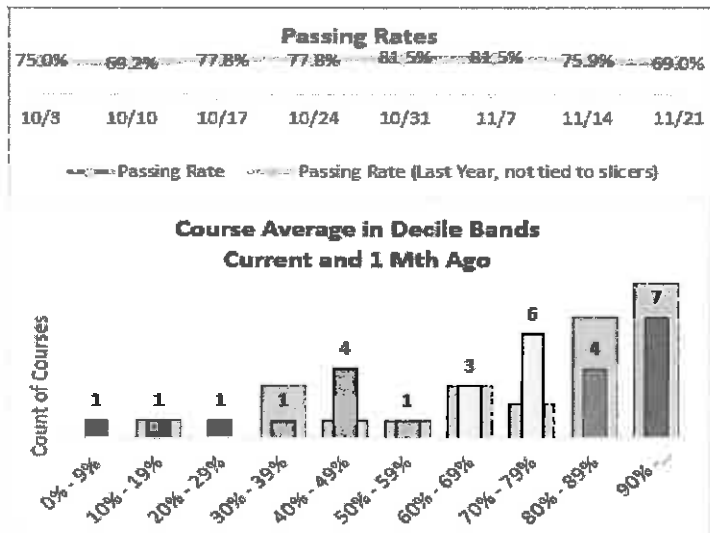 Passing Rates
75.0% 69.2% 77.8% 77.8% 81.5% 81.5% 75.9% 69.0%
10/3 10/10 10/17 10/24 10/31 11/7 11/14 11/21
Passing Rate Passing Rate (Last Year, not tied to slicers)
Course Average in Decile Bands
Current and 1 Mth Ago
Count of Courses
1 1 1 1 4 1 3 6 4 7
0% - 9% 10% - 19% 20% - 29% 30% - 39% 40% - 49% 50% - 59% 60% - 69% 70% - 79% 80% - 89% 90% -